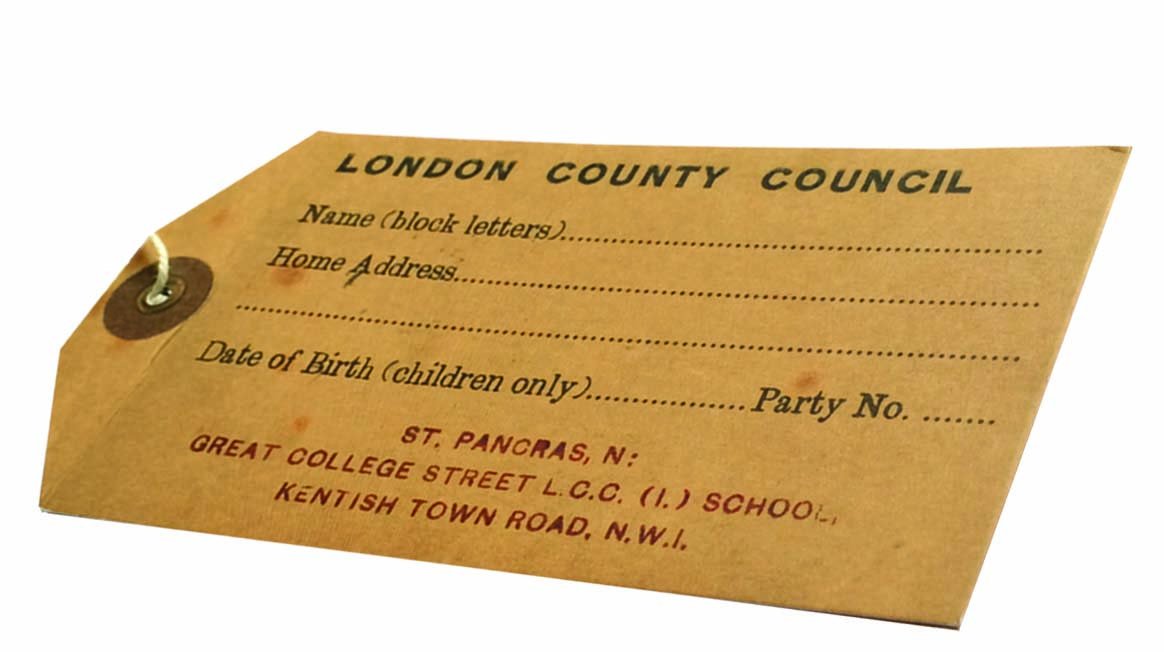 LONDON COUNTY COUNCIL
Name (block letters)..........................................................
Home Address..........................................................
..........................................................................................
Date of Birth (children only)..................Party No. ........
ST. PANCRAS, N:
GREAT COLLEGE STREET L.C.C. (I.) SCHOOL,
KENTISH TOWN ROAD, N.W.I.